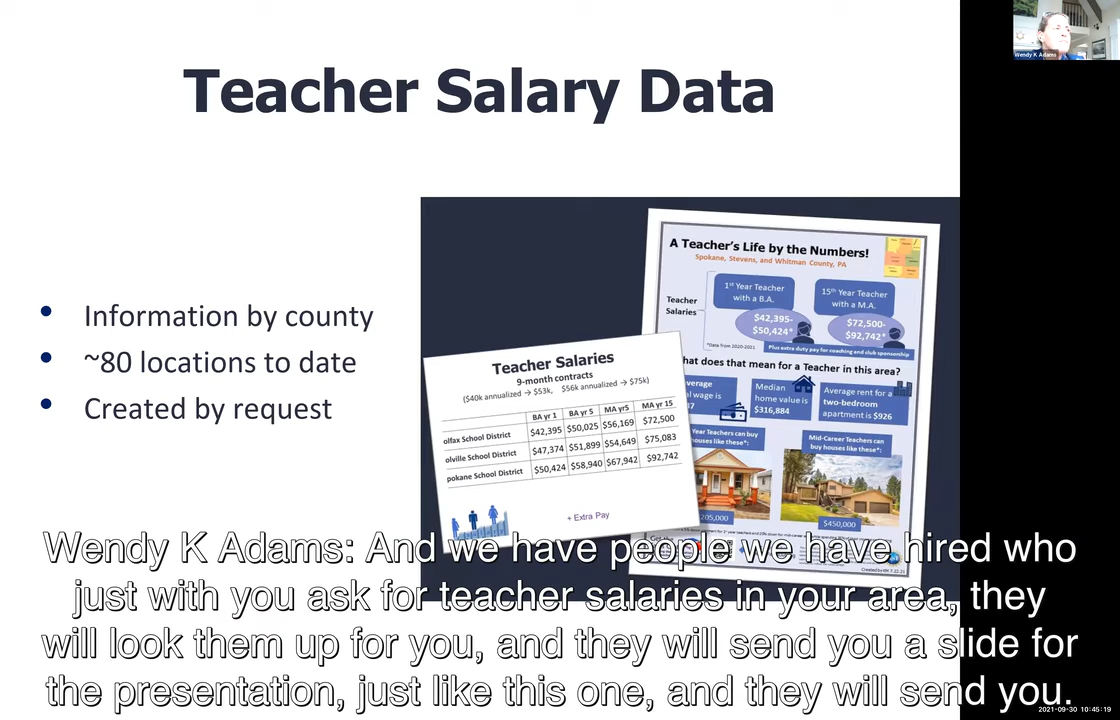 Teacher Salary Data
Wendy K Adams
Information by county
~80 locations to date
Created by request
A Teacher's Life by the Numbers!
Spokane, Stevens, and Whitman County, PA
Teacher
Salaries
1st Year Teacher
with a B.A.
15th Year Teacher
with a M.A.
$42,395-
$50,424*
$72,500-
$92,742*
*Data from 2020-2021
Plus extra duty pay for coaching and club sponsorship
hat does that mean for a Teacher in this area?
verage
l wage is
Median
home value is
$316,884
Average rent for a
two-bedroom
apartment is $926
Year Teachers can buy
houses like these*:
Mid-Career Teachers can
buy houses like these*:
205,000
$450,000
Teacher Salaries
9-month contracts
($40k annualized → $53k, $56k annualized → $75k)
BA yr 1 BA yr 5 MA yr5 MA yr 15
olfax School District $42,395 $50,025 $56,169 $72,500
olville School District $47,374 $51,899 $54,649 $75,083
pokane School District $50,424 $58,940 $67,942 $92,742
+ Extra Pay
Wendy K Adams: And we have people we have hired who
just with you ask for teacher salaries in your area, they
will look them up for you, and they will send you a slide for
the presentation, just like this one, and they will send you.
2021-09-30 10:45:19